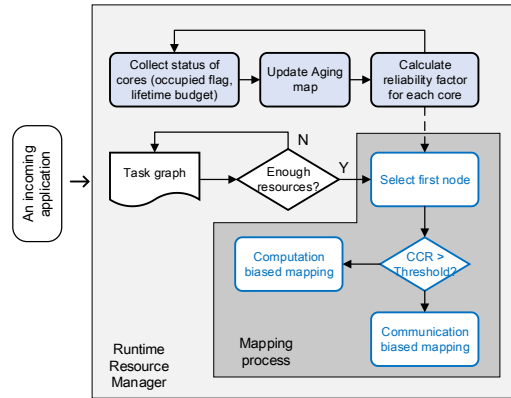 Collect status of
cores (occupied flag,
lifetime budget)
Update Aging
map
Calculate
reliability factor
for each core
An incoming
application
Task graph
N
Enough
resources?
Y
Select first node
Computation
biased mapping
CCR >
Threshold?
Communication
biased mapping
Mapping
process
Runtime
Resource
Manager